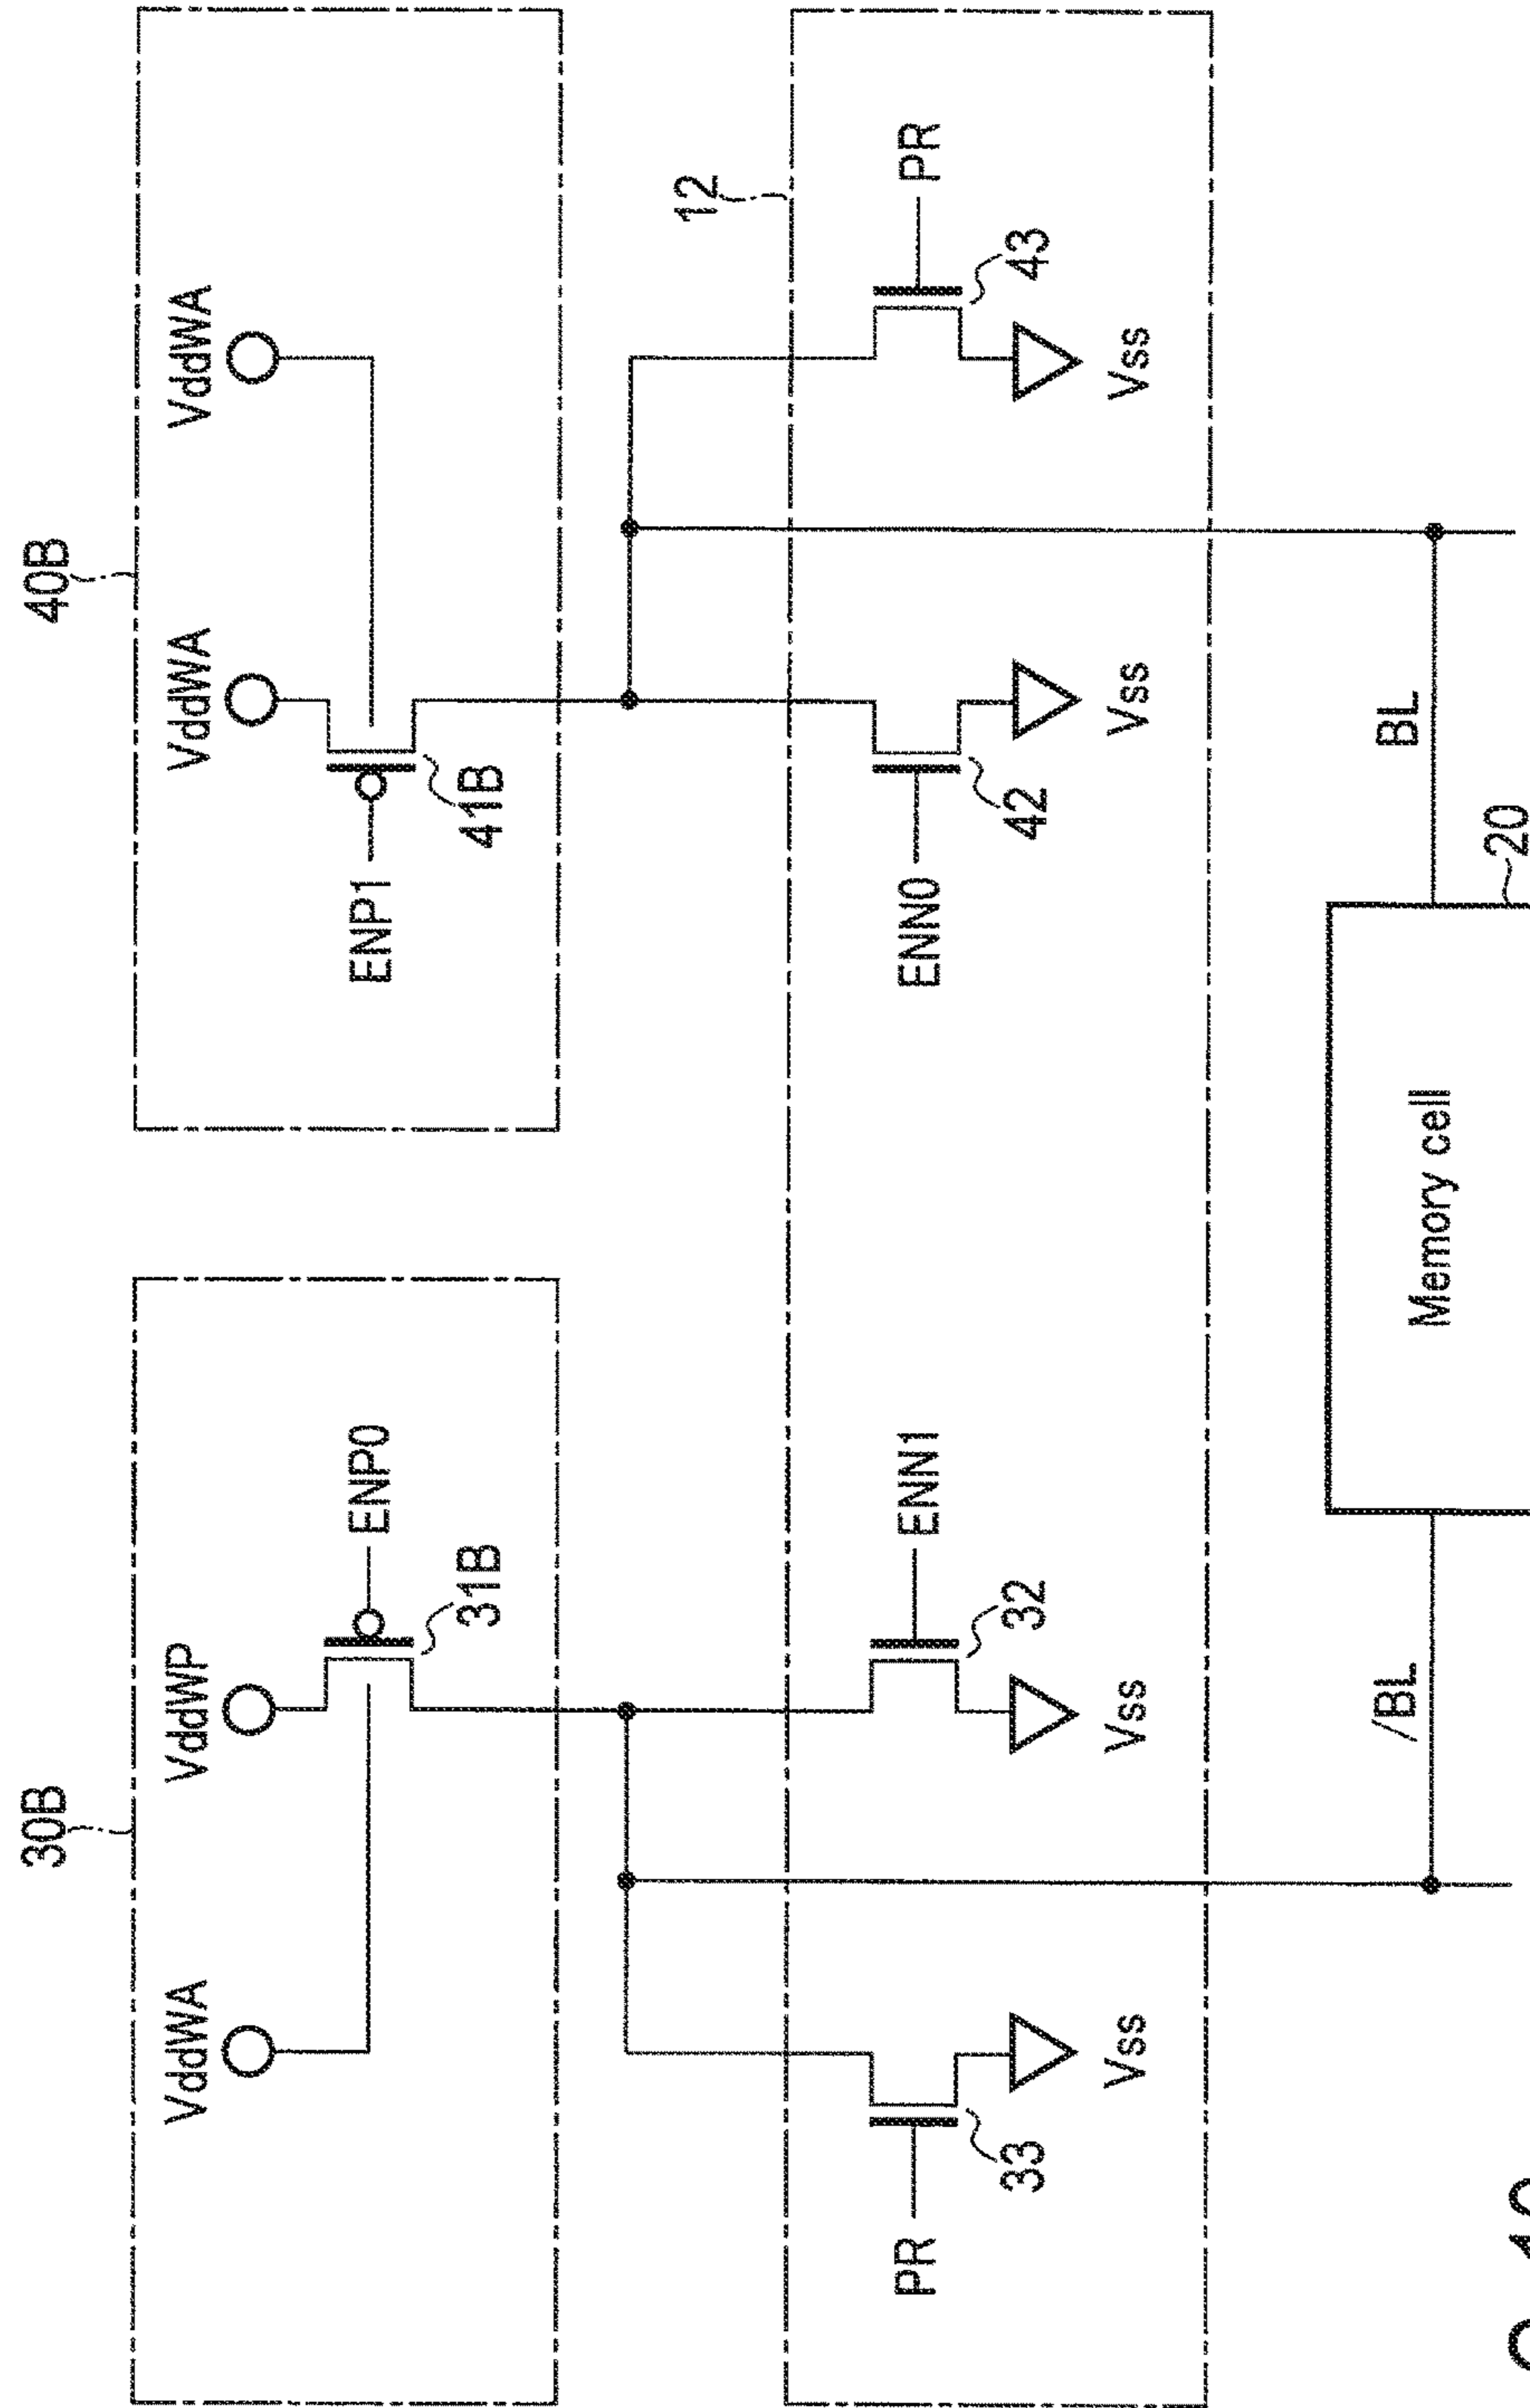 30B
40B
VddWA
VddWP
VddWA
VddWA
ENP0
ENP1
31B
41B
12
PR
ENN1
ENN0
PR
33
32
42
43
Vss
Vss
Vss
Vss
/BL
BL
Memory cell
20